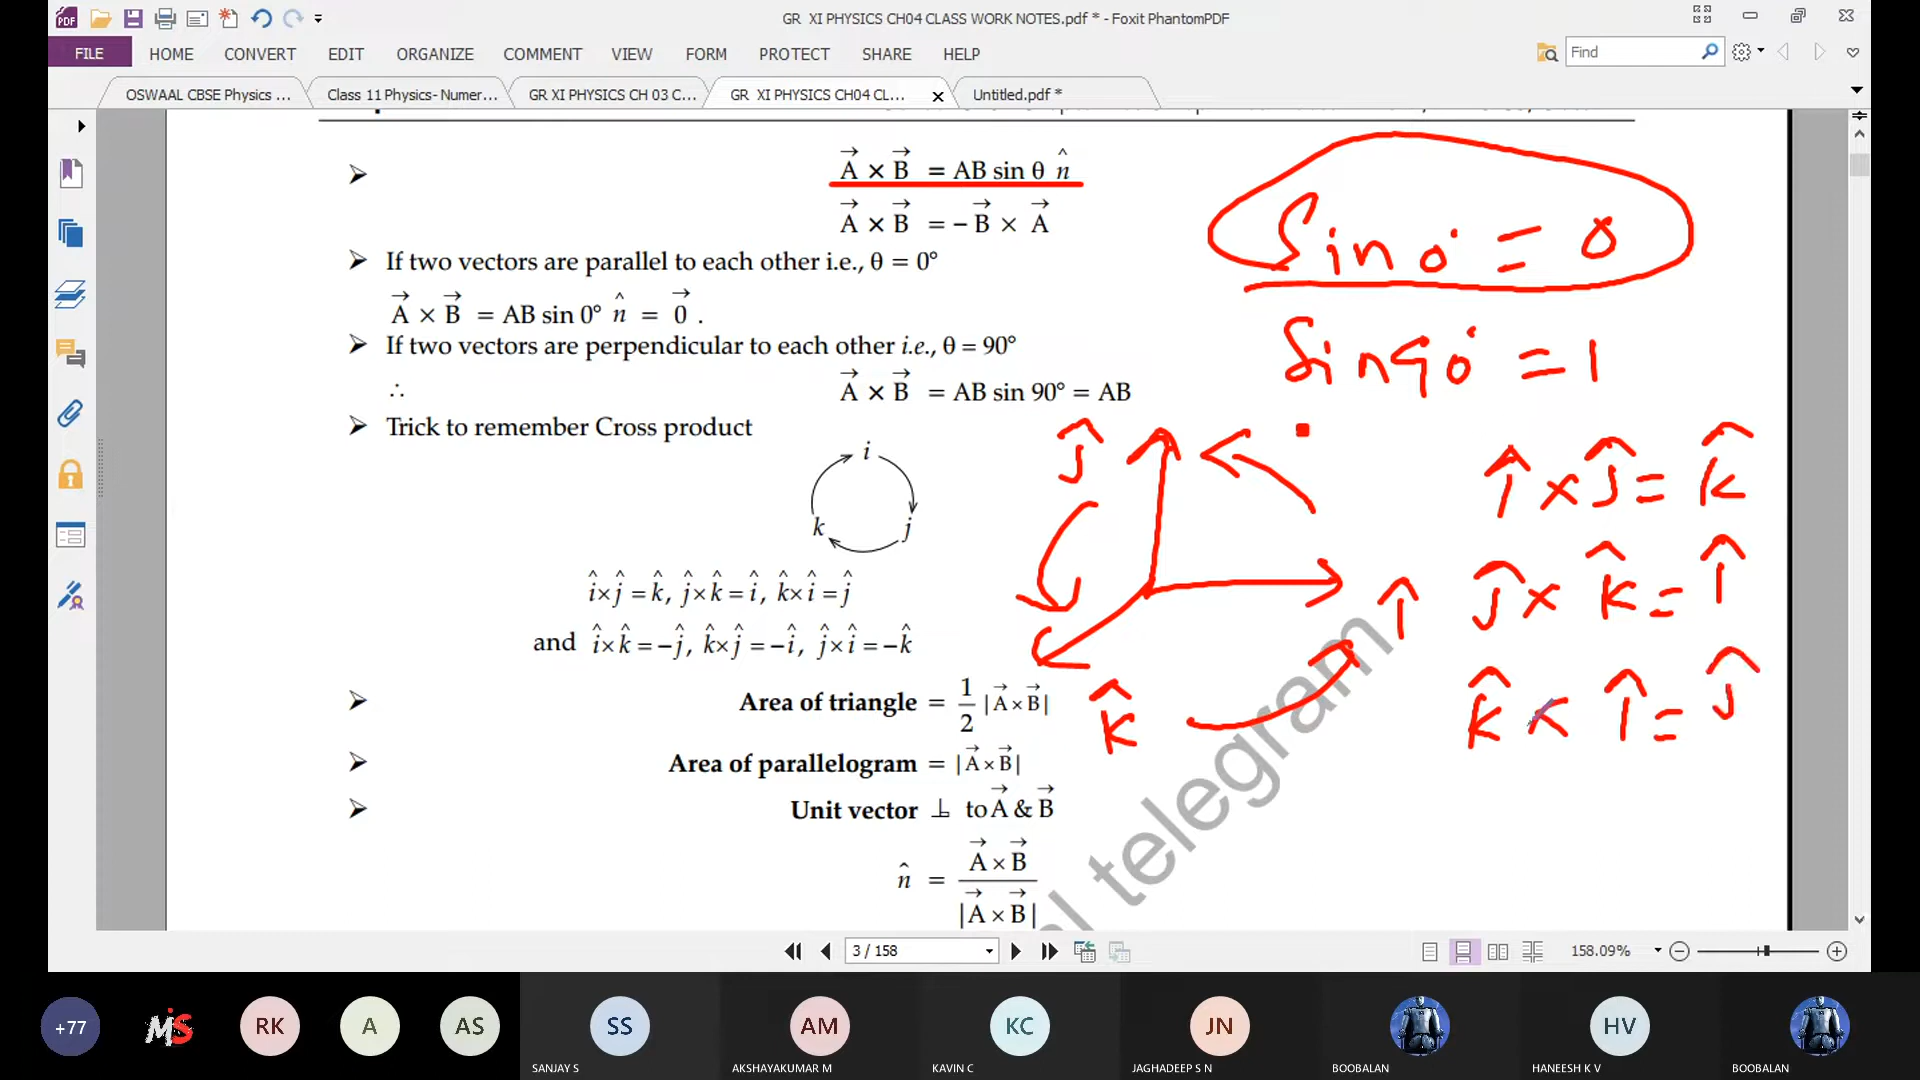 GR XI PHYSICS CH04 CLASS WORK NOTES.pdf * - Foxit PhantomPDF
FILE HOME CONVERT EDIT ORGANIZE COMMENT VIEW FORM PROTECT SHARE HELP
Find
OSWAAL CBSE Physics ...
Class 11 Physics- Numer...
GR XI PHYSICS CH 03 C...
GR XI PHYSICS CH04 CL...
Untitled.pdf *
A⃗ × B⃗ = AB sin θ n̂
A⃗ × B⃗ = – B⃗ × A⃗
➢ If two vectors are parallel to each other i.e., θ = 0°
A⃗ × B⃗ = AB sin 0° n̂ = 0⃗ .
➢ If two vectors are perpendicular to each other i.e., θ = 90°
∴ A⃗ × B⃗ = AB sin 90° = AB
➢ Trick to remember Cross product
i
k j
î×ĵ = k̂, ĵ×k̂ = î, k̂×î = ĵ
and î×k̂ = –ĵ, k̂×ĵ = –î, ĵ×î = –k̂
➢ Area of triangle = 1/2 |A⃗ × B⃗|
➢ Area of parallelogram = |A⃗ × B⃗|
➢ Unit vector ⊥ to A⃗ & B⃗
n̂ = A⃗ × B⃗ / |A⃗ × B⃗|
Sin 0° = 0
Sin 90° = 1
ĵ
î
k̂
î × ĵ = k̂
ĵ × k̂ = î
k̂ × î = ĵ
telegram
3 / 158
158.09%
+77 MS RK A AS SS AM KC JN HV
SANJAY S AKSHAYAKUMAR M KAVIN C JAGHADEEP S N BOOBALAN HANEESH K V BOOBALAN